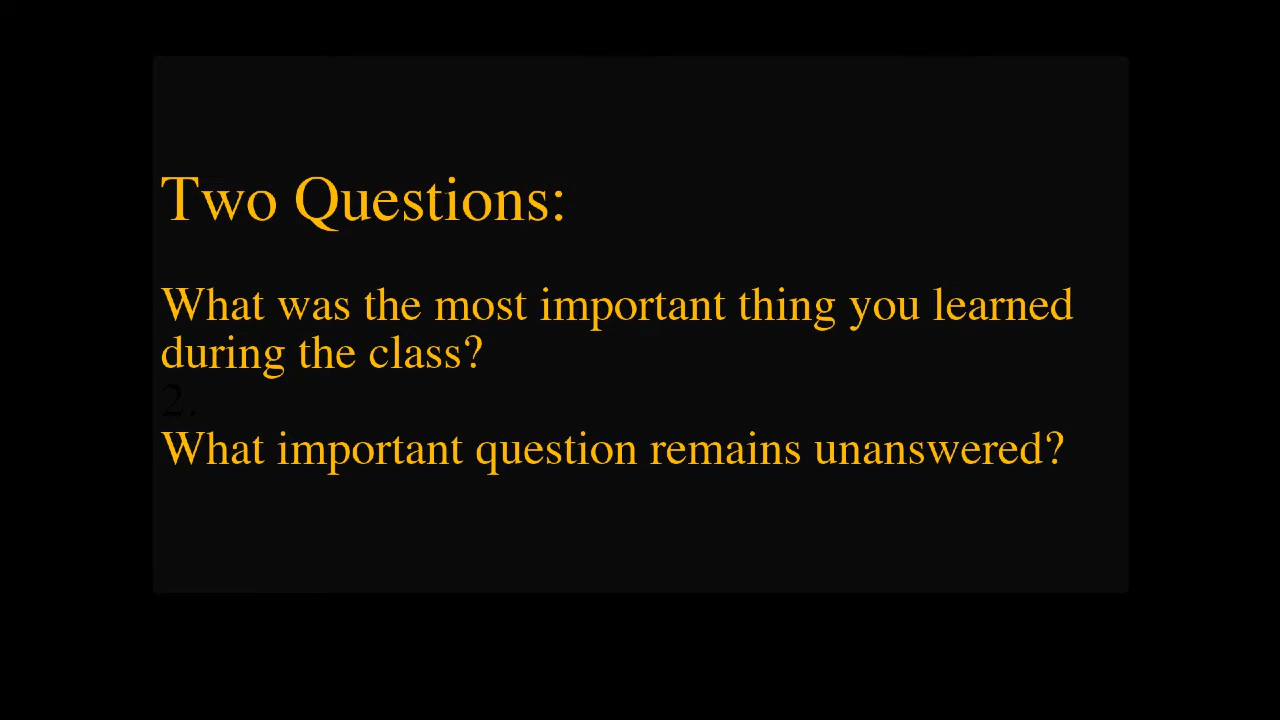 Two Questions:
What was the most important thing you learned
during the class?
2.
What important question remains unanswered?